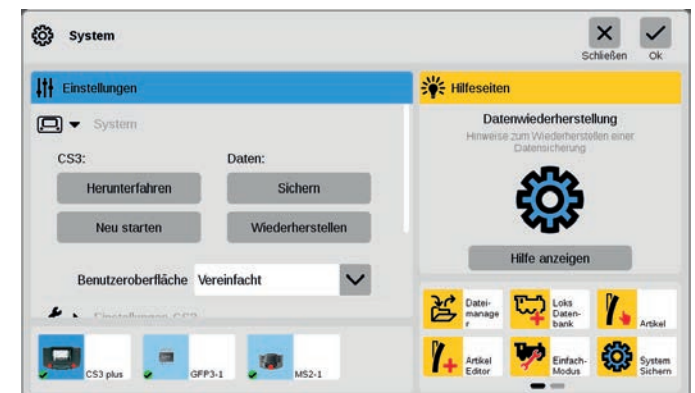 System
Schließen
Ok
Einstellungen
System
CS3:
Daten:
Herunterfahren
Sichern
Neu starten
Wiederherstellen
Benutzeroberfläche
Vereinfacht
CS3 plus
GFP3-1
MS2-1
Hilfeseiten
Datenwiederherstellung
Hinweise zum Wiederherstellen einer
Datensicherung
Hilfe anzeigen
Datei-
manage
r
Loks
Daten-
bank
Artikel
Artikel
Editor
Einfach-
Modus
System
Sichern